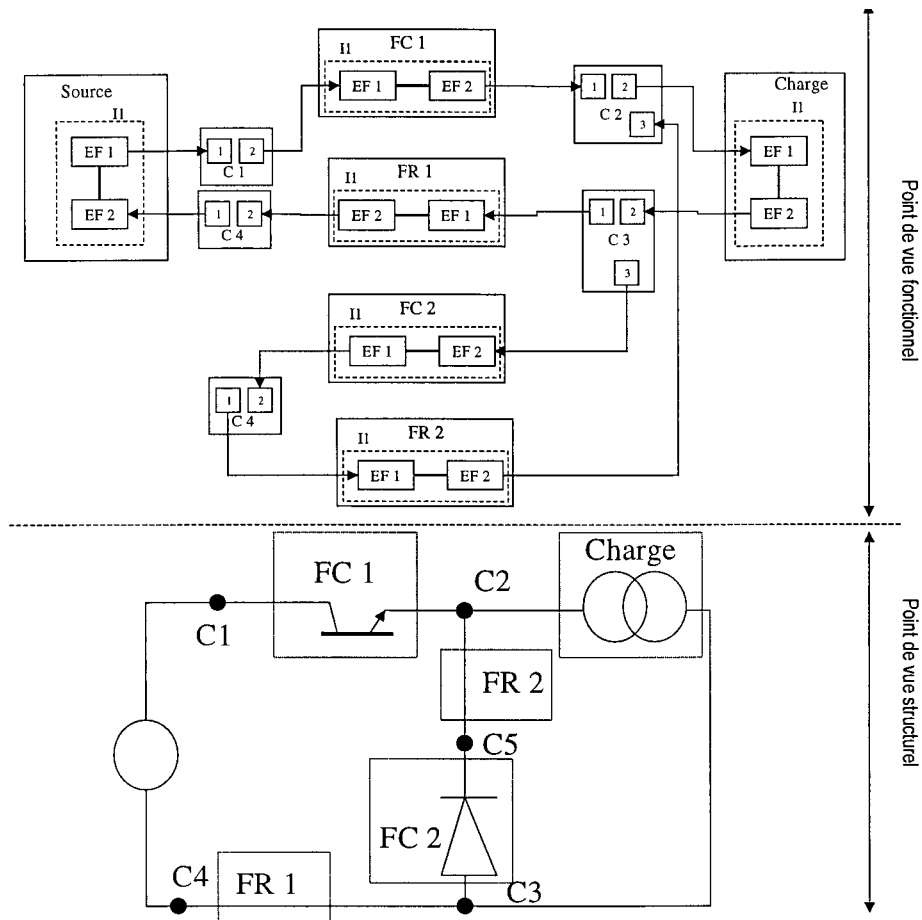 FC 1
I1
EF 1
EF 2
Source
I1
EF 1
EF 2
1
2
C 1
1
2
C 2
3
Charge
I1
EF 1
EF 2
FR 1
I1
EF 2
EF 1
1
2
C 4
1
2
C 3
3
FC 2
I1
EF 1
EF 2
1
2
C 4
FR 2
I1
EF 1
EF 2
Point de vue fonctionnel
FC 1
C2
Charge
C1
FR 2
C5
FC 2
C4
FR 1
C3
Point de vue structurel